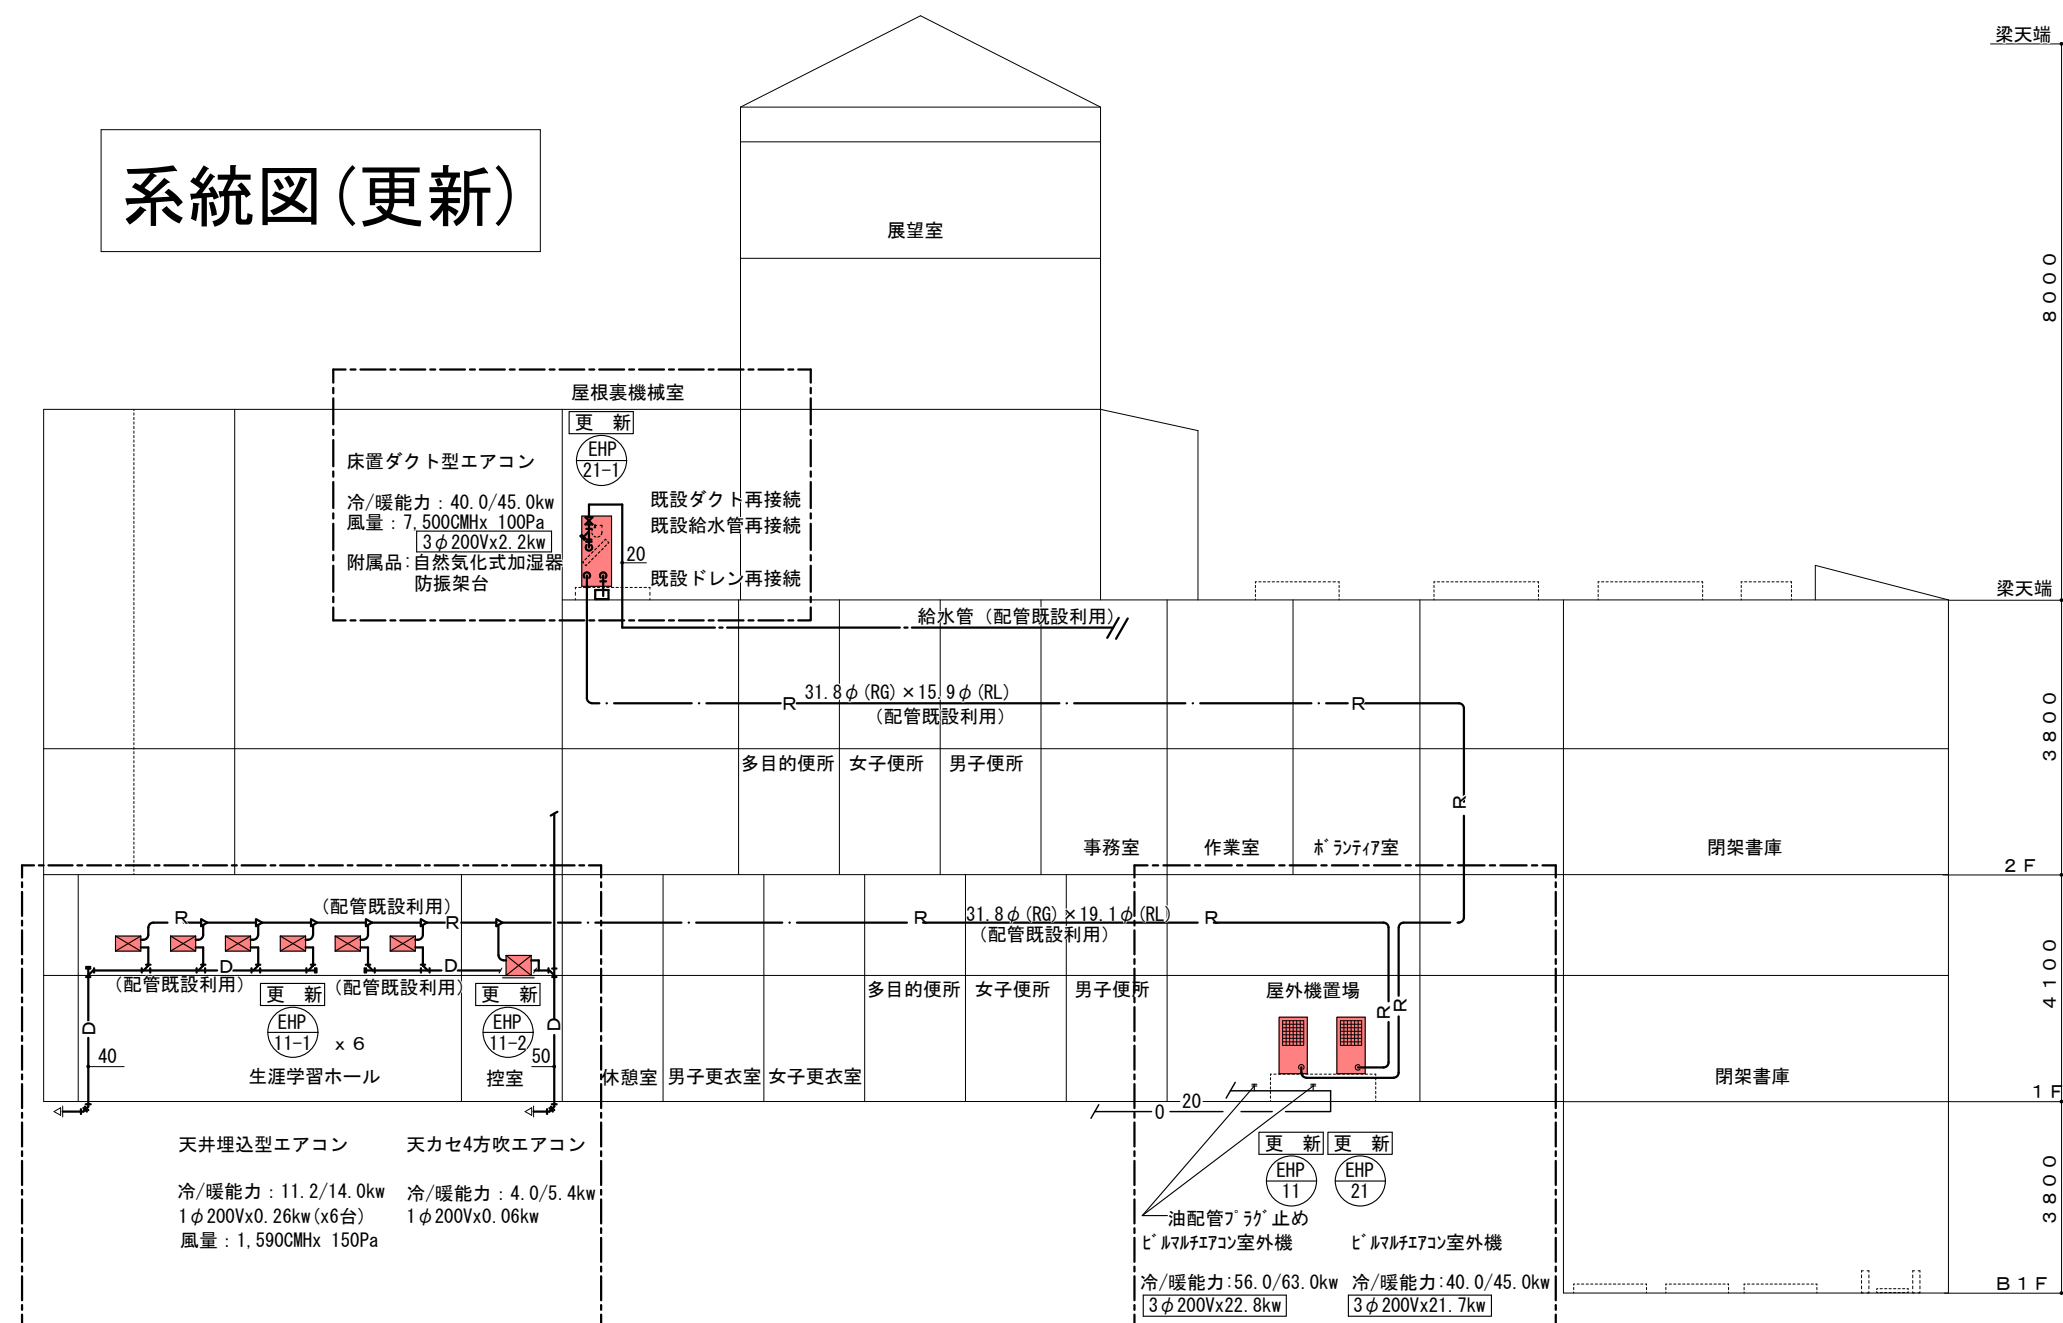 梁天端
系統図(更新)
展望室
8000
屋根裏機械室
更 新
EHP
21-1
床置ダクト型エアコン
冷/暖能力：40.0/45.0kw
風量：7,500CMHx 100Pa
3φ200Vx2.2kw
附属品:自然気化式加湿器
防振架台
既設ダクト再接続
既設給水管再接続
20
既設ドレン再接続
梁天端
給水管（配管既設利用)
31.8φ(RG)×15.9φ(RL)
R
R
(配管既設利用)
3800
多目的便所
女子便所
男子便所
R
事務室
作業室
ﾎﾞﾗﾝﾃｨｱ室
閉架書庫
2F
(配管既設利用)
R
R
R
31.8φ(RG)×19.1φ(RL)
R
(配管既設利用)
D
D
(配管既設利用)
(配管既設利用)
更 新
更 新
多目的便所
女子便所
男子便所
屋外機置場
4100
R
R
EHP
11-1
x 6
EHP
11-2
D
D
40
50
生涯学習ホール
控室
休憩室
男子更衣室
女子更衣室
閉架書庫
1F
20
0
天井埋込型エアコン
天カセ4方吹エアコン
更 新
更 新
EHP
11
EHP
21
冷/暖能力：11.2/14.0kw
1φ200Vx0.26kw(x6台)
風量：1,590CMHx 150Pa
冷/暖能力：4.0/5.4kw
1φ200Vx0.06kw
3800
油配管ﾌﾟﾗｸﾞ止め
ﾋﾞﾙﾏﾙﾁｴｱｺﾝ室外機
ﾋﾞﾙﾏﾙﾁｴｱｺﾝ室外機
冷/暖能力:56.0/63.0kw
3φ200Vx22.8kw
冷/暖能力:40.0/45.0kw
3φ200Vx21.7kw
B1F